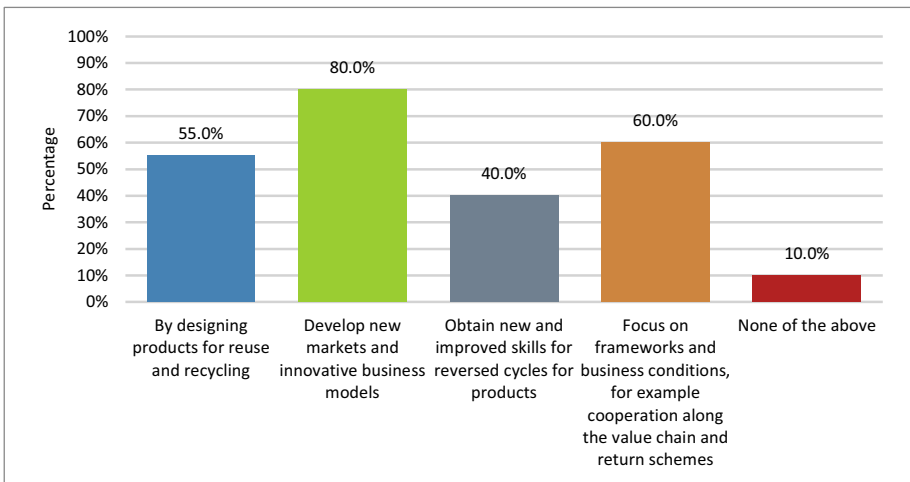 100%
90%
80%
70%
60%
50%
40%
30%
20%
10%
0%
Percentage
55.0%
80.0%
40.0%
60.0%
10.0%
By designing
products for reuse
and recycling
Develop new
markets and
innovative business
models
Obtain new and
improved skills for
reversed cycles for
products
Focus on
frameworks and
business conditions,
for example
cooperation along
the value chain and
return schemes
None of the above